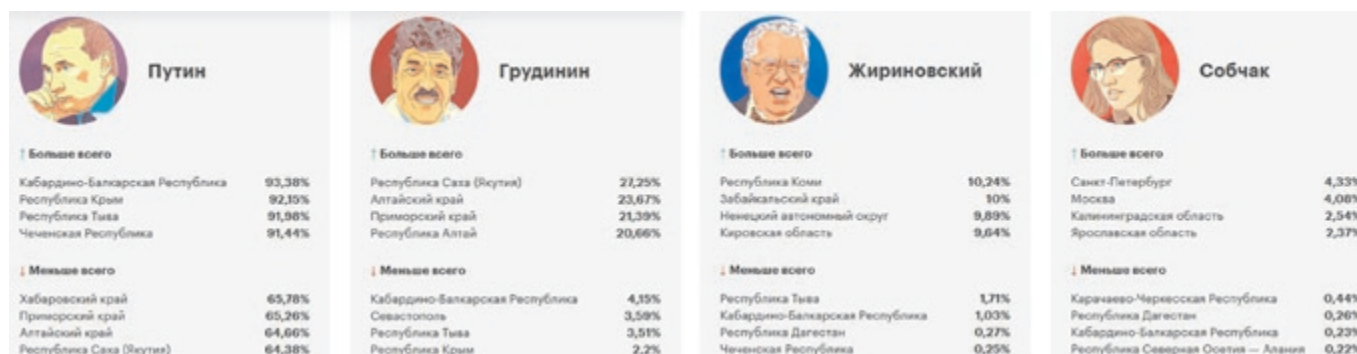 Путин
↑ Больше всего
Кабардино-Балкарская Республика 93,38%
Республика Крым 92,15%
Республика Тыва 91,98%
Чеченская Республика 91,44%
↓ Меньше всего
Хабаровский край 65,78%
Приморский край 65,26%
Алтайский край 64,66%
Республика Саха (Якутия) 64,38%
Грудинин
↑ Больше всего
Республика Саха (Якутия) 27,25%
Алтайский край 23,67%
Приморский край 21,39%
Республика Алтай 20,66%
↓ Меньше всего
Кабардино-Балкарская Республика 4,15%
Севастополь 3,59%
Республика Тыва 3,51%
Республика Крым 2,2%
Жириновский
↑ Больше всего
Республика Коми 10,24%
Забайкальский край 10%
Ненецкий автономный округ 9,89%
Кировская область 9,64%
↓ Меньше всего
Республика Тыва 1,71%
Кабардино-Балкарская Республика 1,03%
Республика Дагестан 0,27%
Чеченская Республика 0,25%
Собчак
↑ Больше всего
Санкт-Петербург 4,33%
Москва 4,08%
Калининградская область 2,54%
Ярославская область 2,37%
↓ Меньше всего
Карачаево-Черкесская Республика 0,44%
Республика Дагестан 0,26%
Кабардино-Балкарская Республика 0,23%
Республика Северная Осетия — Алания 0,22%